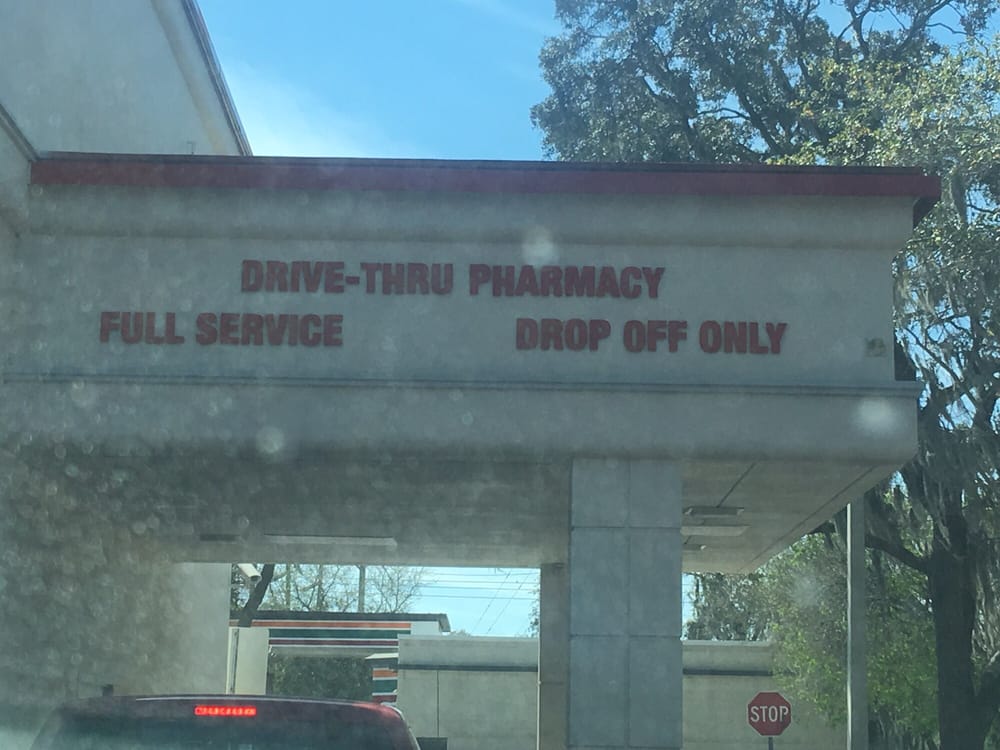 DRIVE-THRU PHARMACY
FULL SERVICE
DROP OFF ONLY
STOP